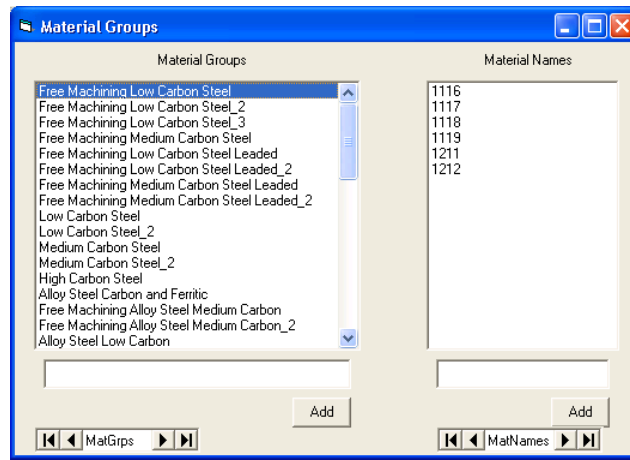 Material Groups
Material Groups
Material Names
Free Machining Low Carbon Steel
Free Machining Low Carbon Steel_2
Free Machining Low Carbon Steel_3
Free Machining Medium Carbon Steel
Free Machining Low Carbon Steel Leaded
Free Machining Low Carbon Steel Leaded_2
Free Machining Medium Carbon Steel Leaded
Free Machining Medium Carbon Steel Leaded_2
Low Carbon Steel
Low Carbon Steel_2
Medium Carbon Steel
Medium Carbon Steel_2
High Carbon Steel
Alloy Steel Carbon and Ferritic
Free Machining Alloy Steel Medium Carbon
Free Machining Alloy Steel Medium Carbon_2
Alloy Steel Low Carbon
1116
1117
1118
1119
1211
1212
Add
Add
MatGrps
MatNames